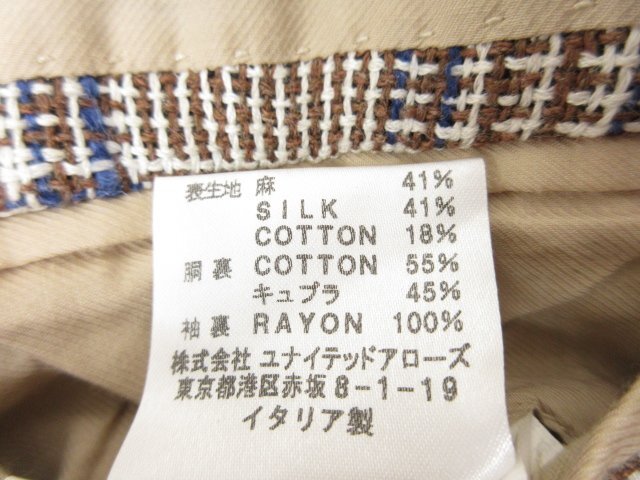 表生地 麻 41%
SILK 41%
COTTON 18%
胴裏 COTTON 55%
キュプラ 45%
袖裏 RAYON 100%
株式会社 ユナイテッドアローズ
東京都港区赤坂8-1-19
イタリア製